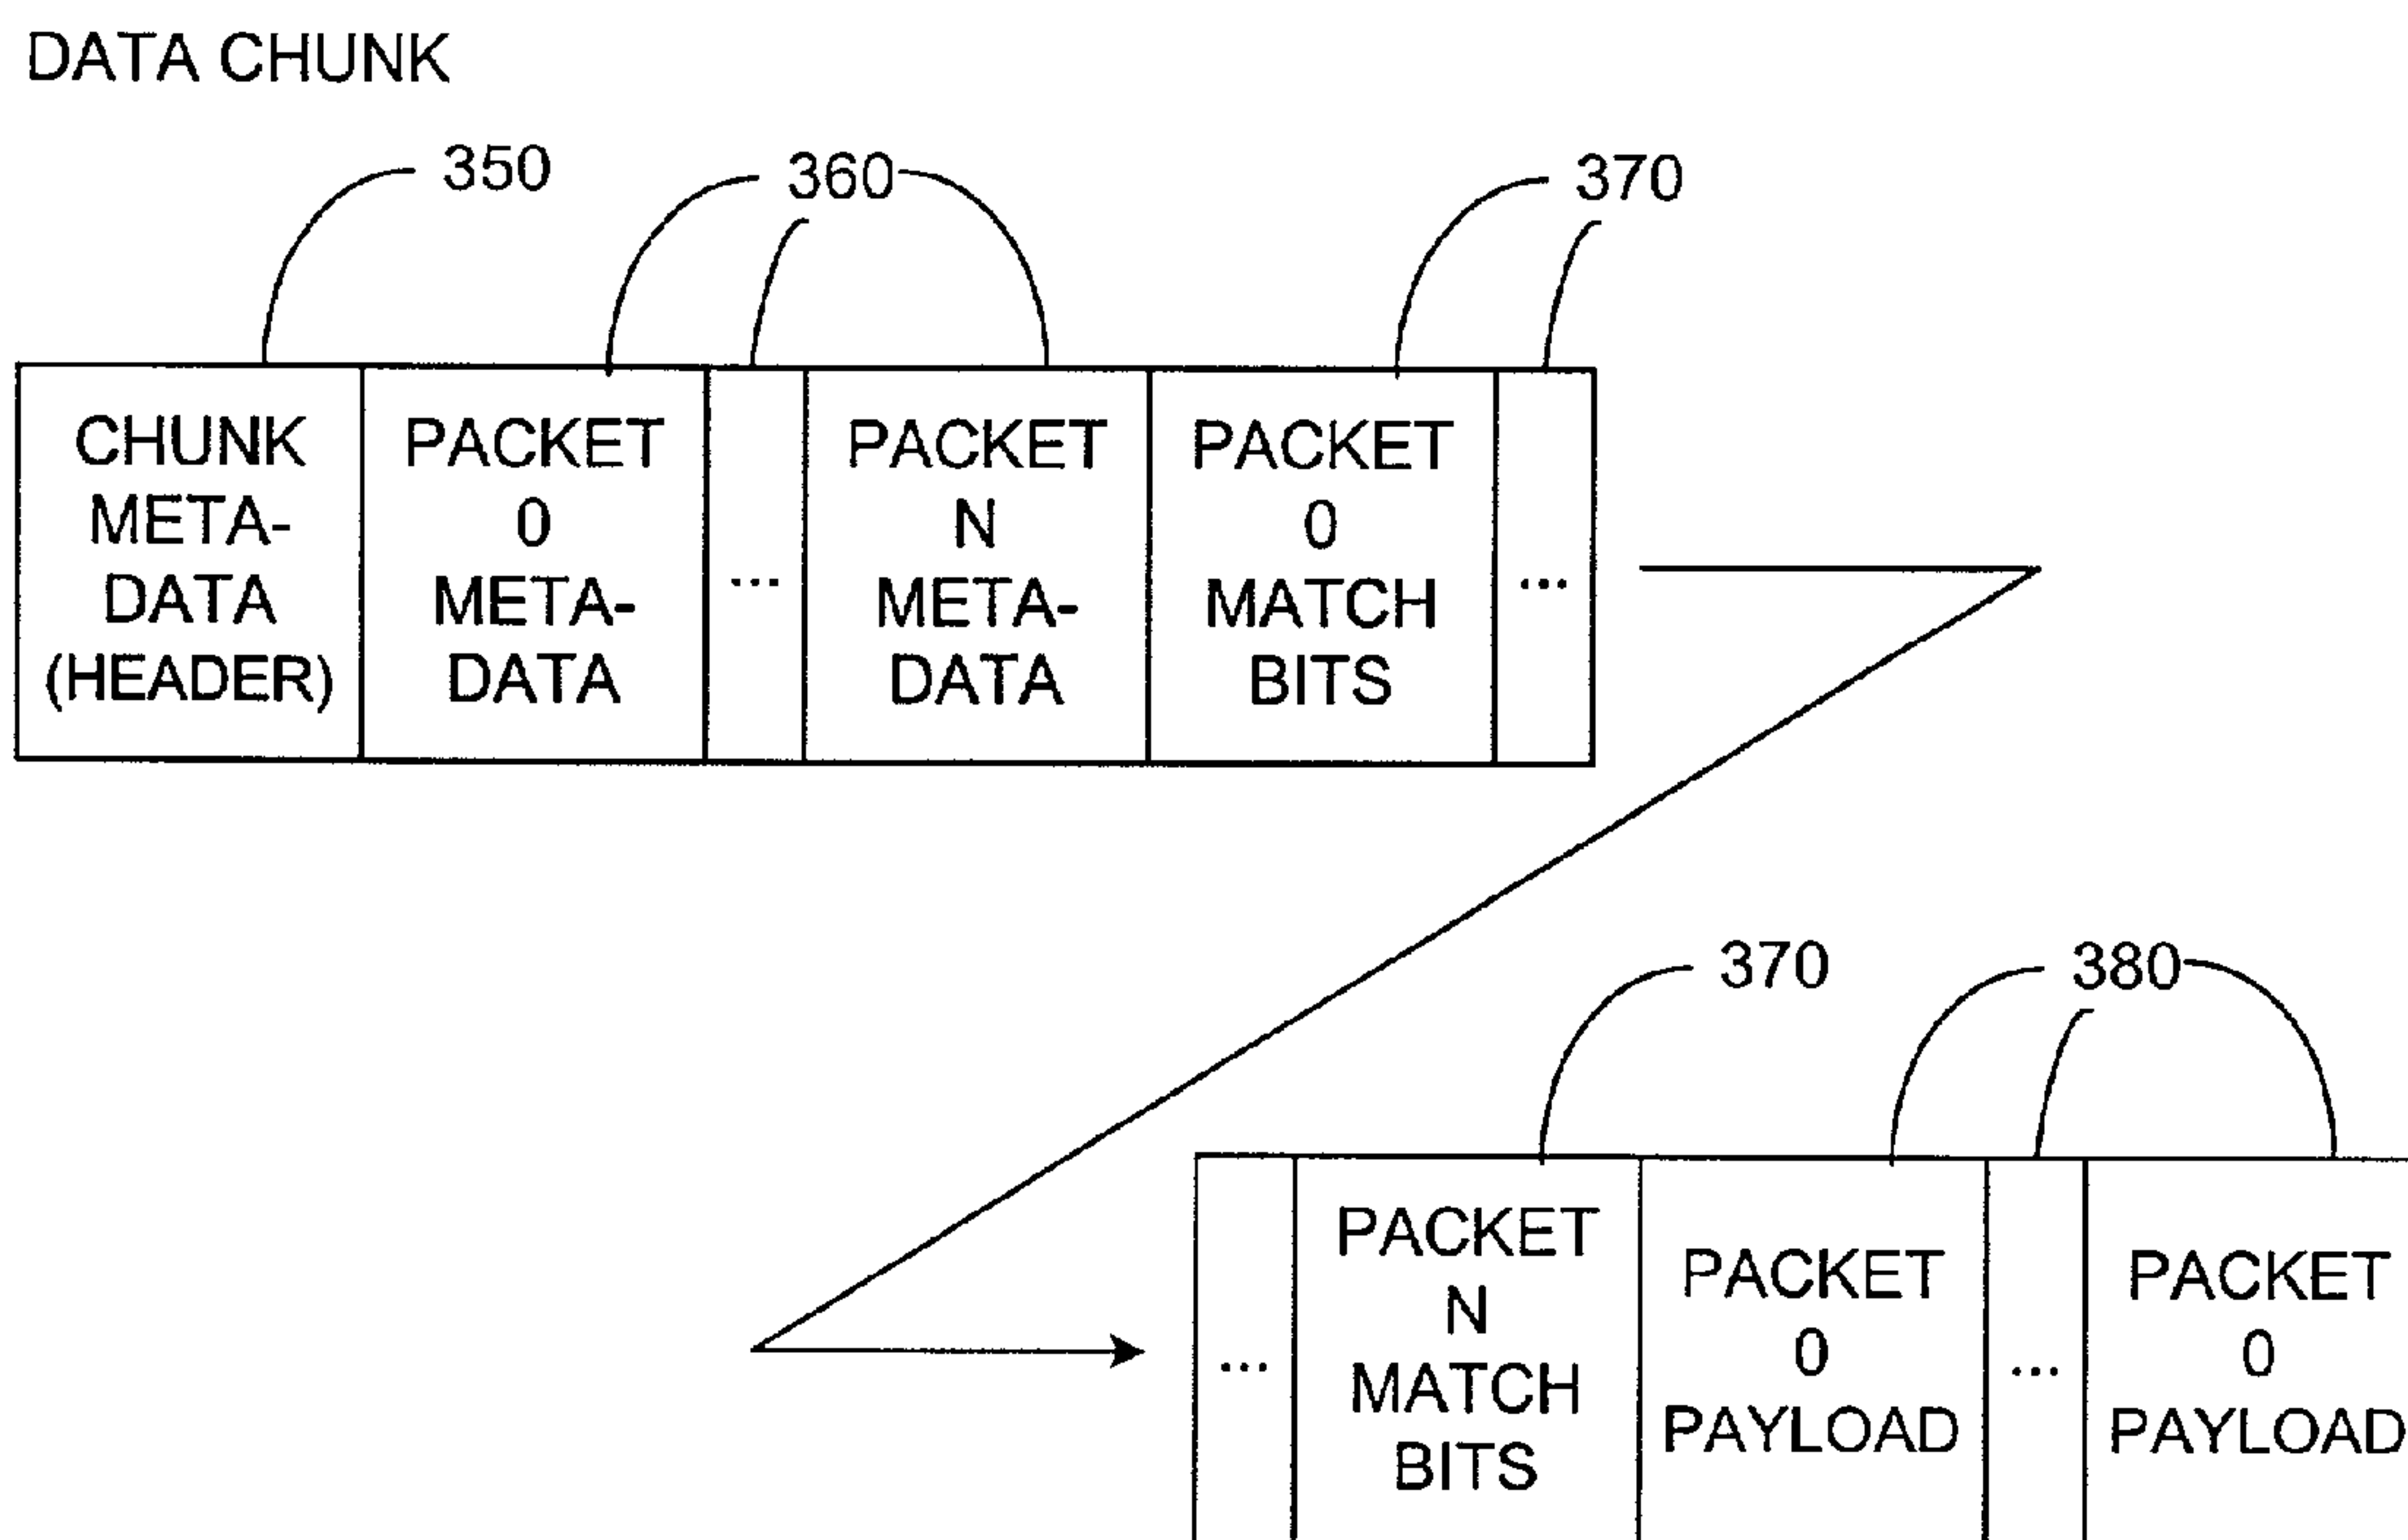 DATA CHUNK
350
360
370
CHUNK
META-
DATA
(HEADER)
PACKET
0
META-
DATA
...
PACKET
N
META-
DATA
PACKET
0
MATCH
BITS
...
370
380
...
PACKET
N
MATCH
BITS
PACKET
0
PAYLOAD
...
PACKET
0
PAYLOAD